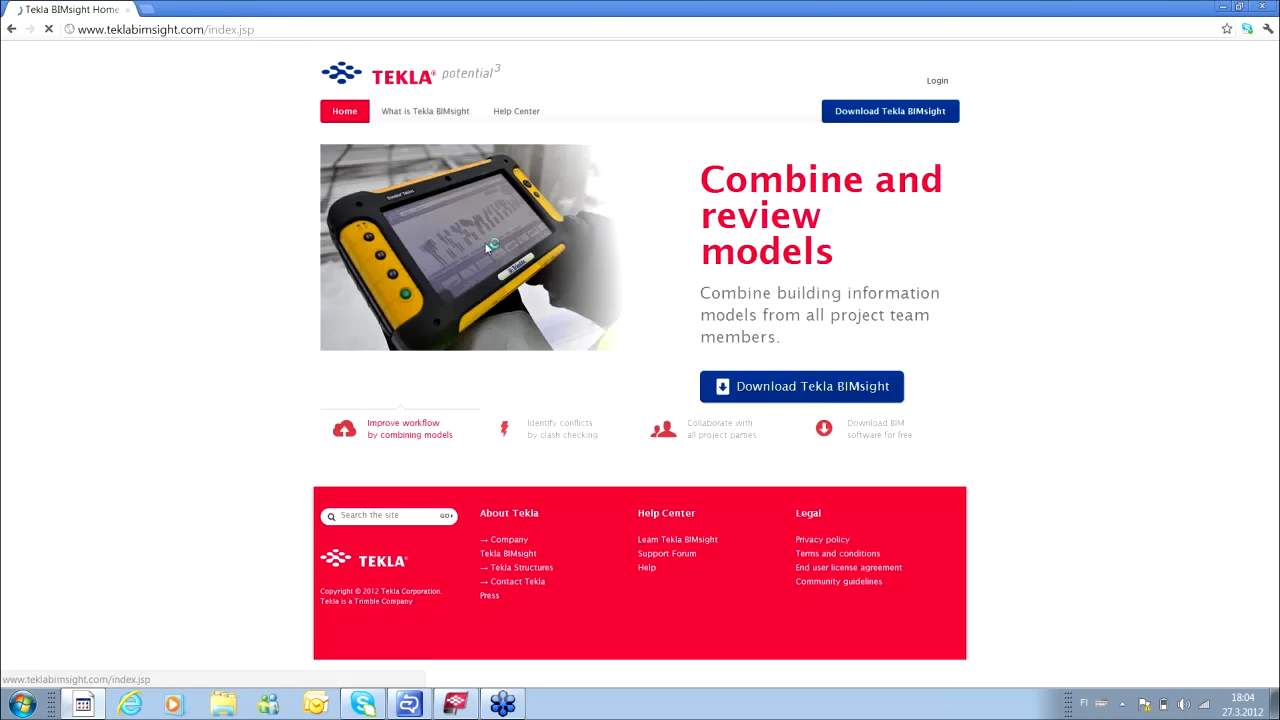 Tekla BIMsight Home
www.teklabimsight.com/index.jsp
TEKLA® potential³
Login
Home
What is Tekla BIMsight
Help Center
Download Tekla BIMsight
Combine and
review
models
Combine building information
models from all project team
members.
Download Tekla BIMsight
Improve workflow
by combining models
Identify conflicts
by clash checking
Collaborate with
all project parties
Download BIM
software for free
Search the site
GO
TEKLA®
Copyright © 2012 Tekla Corporation.
Tekla is a Trimble Company
About Tekla
→ Company
Tekla BIMsight
→ Tekla Structures
→ Contact Tekla
Press
Help Center
Learn Tekla BIMsight
Support Forum
Help
Legal
Privacy policy
Terms and conditions
End user license agreement
Community guidelines
www.teklabimsight.com/index.jsp
FI
18:04
27.3.2012